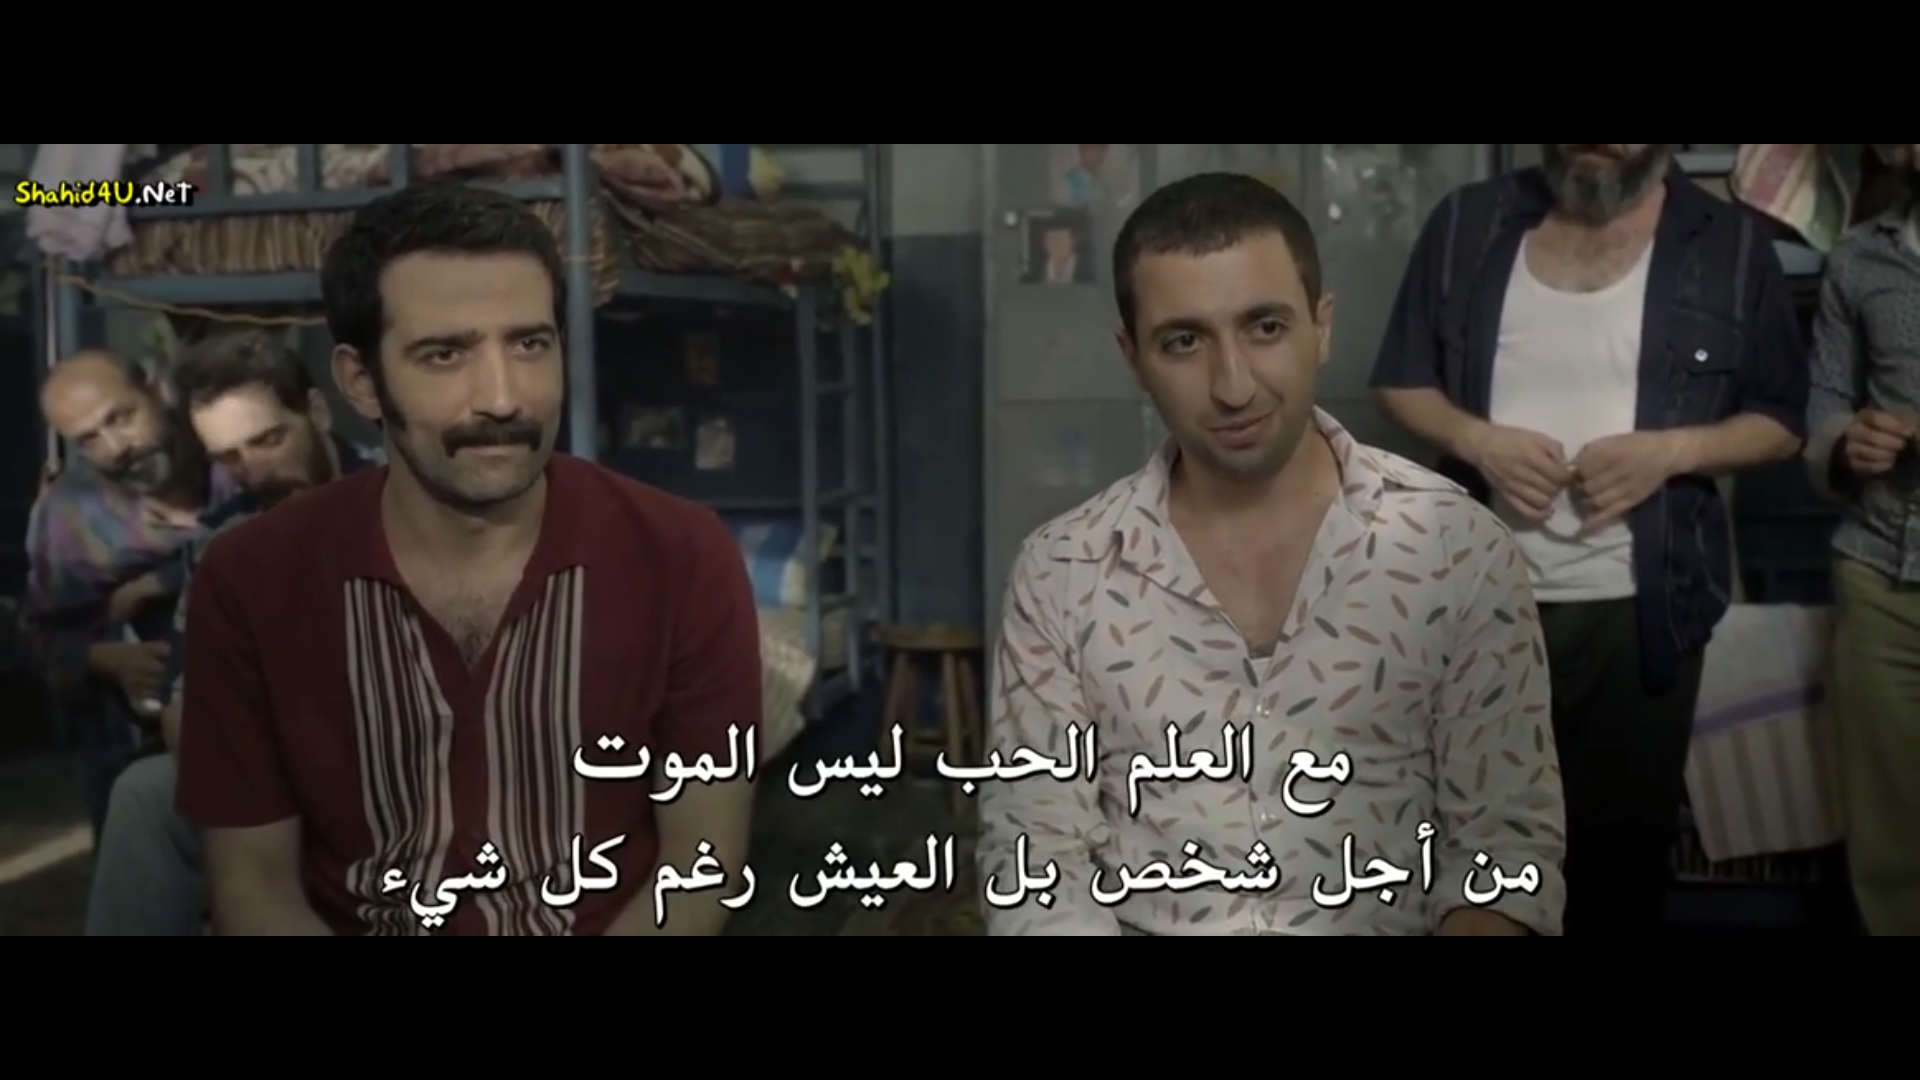 Shahid4U.NeT
مع العلم الحب ليس الموت
من أجل شخص بل العيش رغم كل شيء